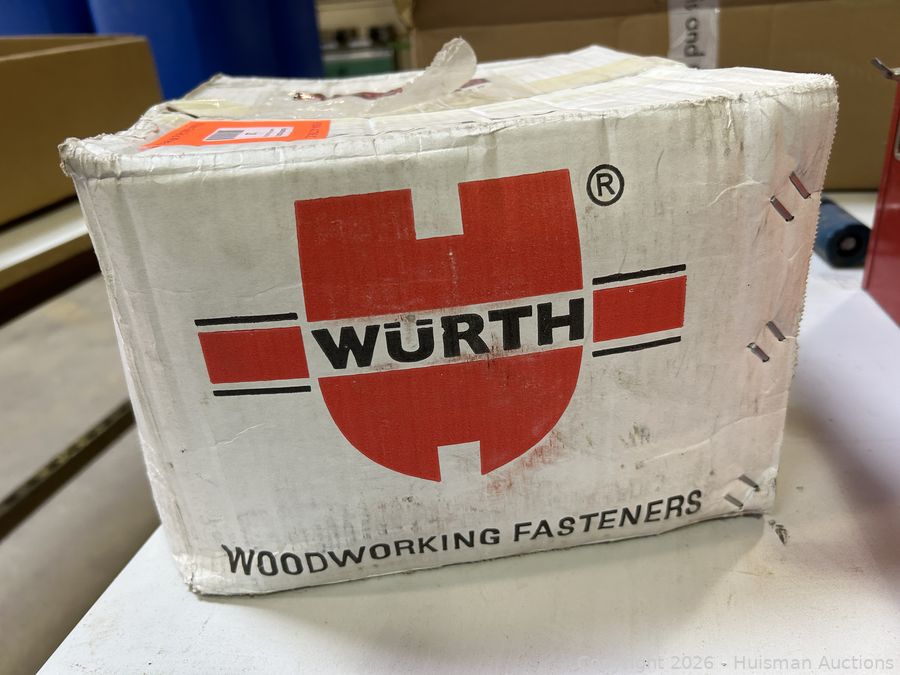 ®
WÜRTH
WOODWORKING FASTENERS
Copyright 2026 - Huisman Auctions